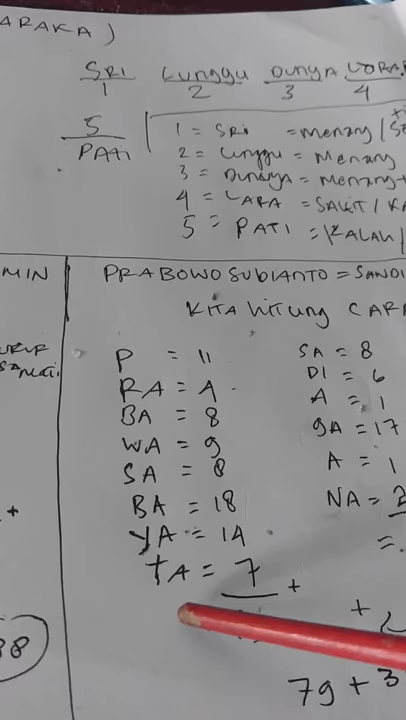 ARAKA)
SRI LUNGGU DUNYA LORA
1 2 3 4
5
PATI
1 = SRI = MENANG /
2 = LUNGGU = MENANG
3 = DUNYA = MENANG
4 = LARA = SAKIT / KA
5 = PATI = KALAH /
MIN
PRABOWO SUBIANTO = SANDI
KITA HITUNG CARA
P = 11
RA = 4
BA = 8
WA = 9
SA = 8
BA = 18
YA = 14
TA = 7 +
SA = 8
DI = 6
A = 1
GA = 17
A = 1
NA = 2
=
+
79 + 3
+
38